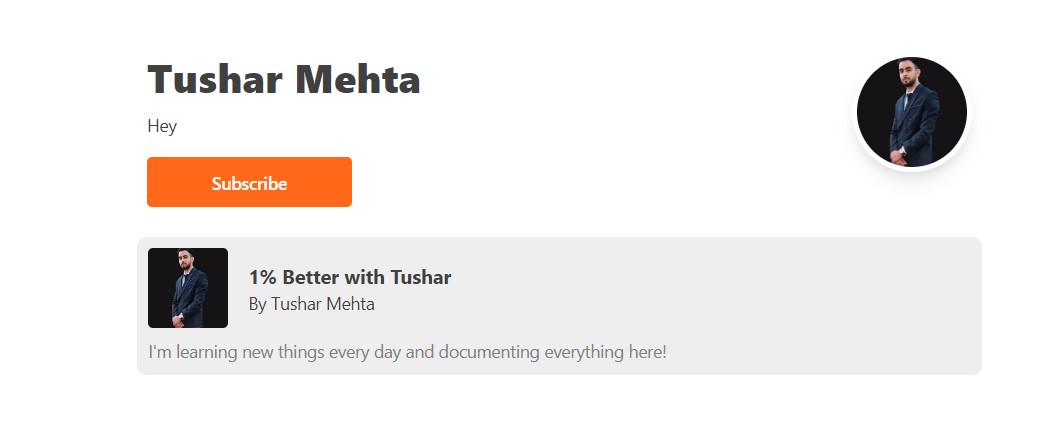 Tushar Mehta
Hey
Subscribe
1% Better with Tushar
By Tushar Mehta
I'm learning new things every day and documenting everything here!